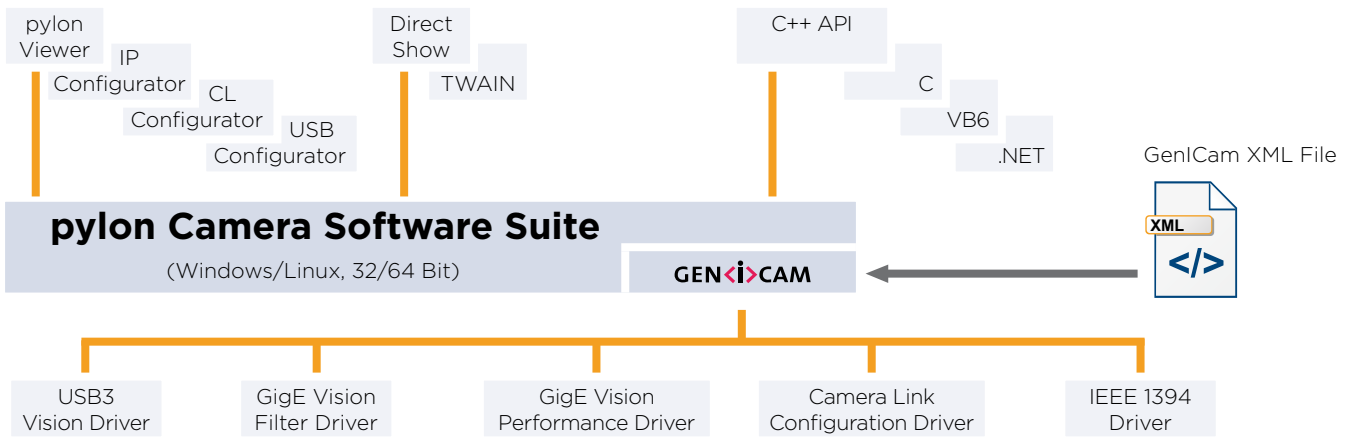 pylon
Viewer
IP
Configurator
CL
Configurator
USB
Configurator
Direct
Show
TWAIN
C++ API
C
VB6
.NET
GenICam XML File
XML
</>
pylon Camera Software Suite
(Windows/Linux, 32/64 Bit)
GEN<i>CAM
USB3
Vision Driver
GigE Vision
Filter Driver
GigE Vision
Performance Driver
Camera Link
Configuration Driver
IEEE 1394
Driver